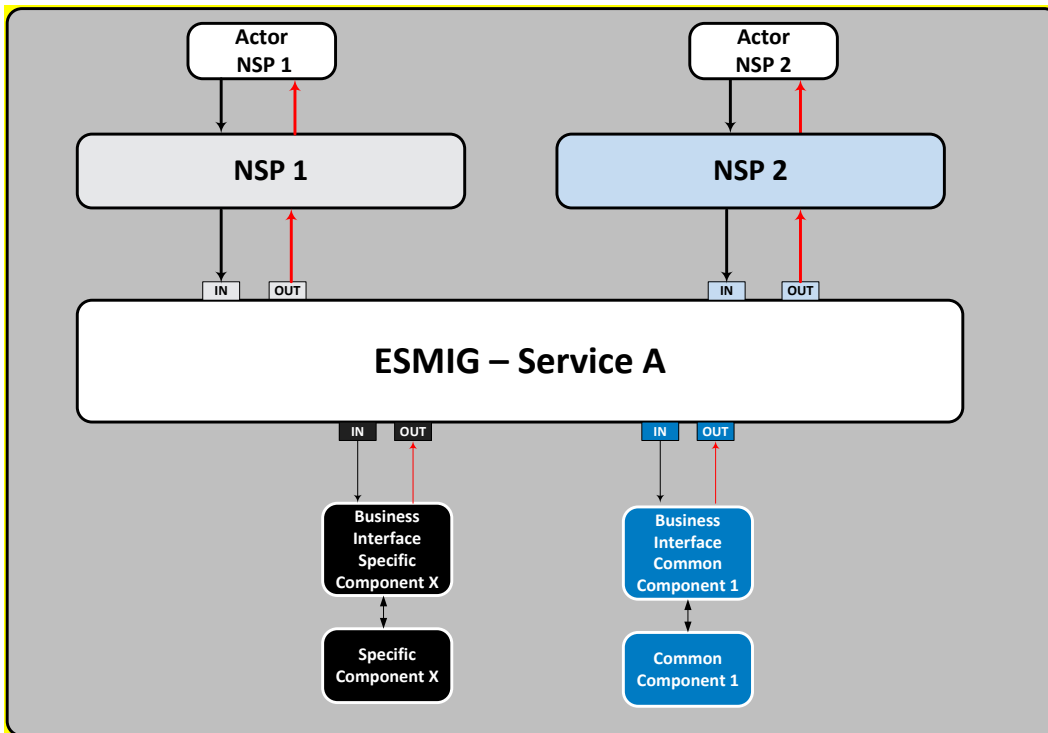 Actor
NSP 1
Actor
NSP 2
NSP 1
NSP 2
IN
OUT
IN
OUT
ESMIG – Service A
IN
OUT
IN
OUT
Business
Interface
Specific
Component X
Business
Interface
Common
Component 1
Specific
Component X
Common
Component 1